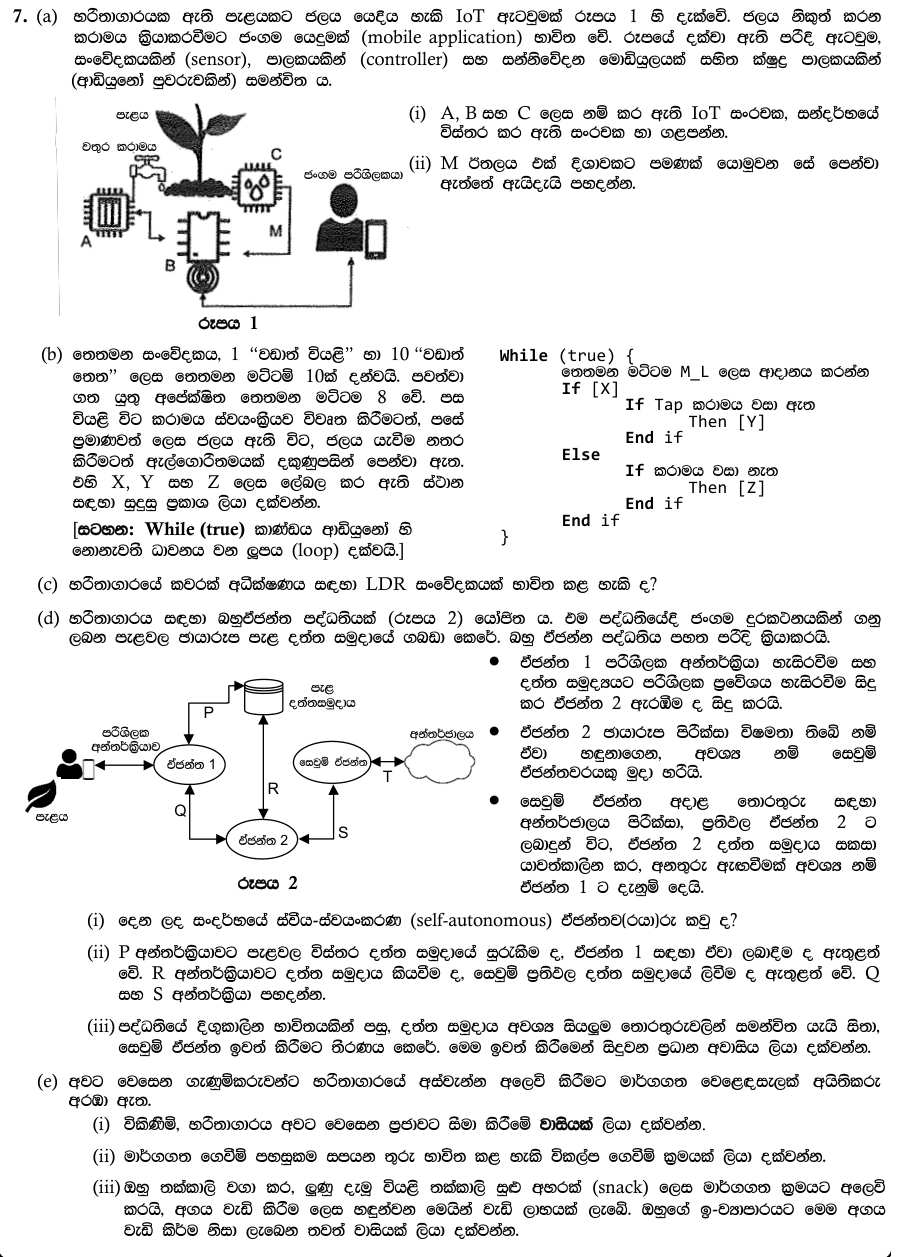 7. (a) හරිතාගාරයක ඇති පැළයකට ජලය යෙදිය හැකි IoT ඇටවුමක් රූපය 1 හි දැක්වේ. ජලය නිකුත් කරන
කරාමය ක්‍රියාකරවීමට ජංගම යෙදුමක් (mobile application) භාවිත වේ. රූපයේ දක්වා ඇති පරිදි ඇටවුම,
සංවේදකයකින් (sensor), පාලකයකින් (controller) සහ සන්නිවේදන මොඩියුලයක් සහිත ක්ෂුද්‍ර පාලකයකින්
(ආඩියුනෝ පුවරුවකින්) සමන්විත ය.
පැළය
වතුර කරාමය
C
ජංගම පරිශීලකයා
A
M
B
රූපය 1
(i) A, B සහ C ලෙස නම් කර ඇති IoT සංරචක, සන්දර්භයේ
විස්තර කර ඇති සංරචක හා ගළපන්න.
(ii) M ඊතලය එක් දිශාවකට පමණක් යොමුවන සේ පෙන්වා
ඇත්තේ ඇයිදැයි පහදන්න.
(b) තෙතමන සංවේදකය, 1 “වඩාත් වියළි” හා 10 “වඩාත්
තෙත” ලෙස තෙතමන මට්ටම් 10ක් දනවයි. පවත්වා
ගත යුතු අපේක්ෂිත තෙතමන මට්ටම 8 වේ. පස
වියළි විට කරාමය ස්වයංක්‍රීයව විවෘත කිරීමටත්, පසේ
ප්‍රමාණවත් ලෙස ජලය ඇති විට, ජලය යැවීම නතර
කිරීමටත් ඇල්ගොරිතමයක් දකුණුපසින් පෙන්වා ඇත.
එහි X, Y සහ Z ලෙස ලේබල කර ඇති ස්ථාන
සඳහා සුදුසු ප්‍රකාශ ලියා දක්වන්න.
[සටහන: While (true) කාණ්ඩය ආඩියුනෝ හි
නොනැවතී ධාවනය වන ලූපය (loop) දක්වයි.]
While (true) {
තෙතමන මට්ටම M_L ලෙස ආදානය කරන්න
If [X]
If Tap කරාමය වසා ඇත
Then [Y]
End if
Else
If කරාමය වසා නැත
Then [Z]
End if
End if
}
(c) හරිතාගාරයේ කවරක් අධීක්ෂණය සඳහා LDR සංවේදකයක් භාවිත කළ හැකි ද?
(d) හරිතාගාරය සඳහා බහුඒජන්ත පද්ධතියක් (රූපය 2) යෝජිත ය. එම පද්ධතියේදී ජංගම දුරකථනයකින් ගනු
ලබන පැළවල ඡායාරූප පැළ දත්ත සමුදායේ ගබඩා කෙරේ. බහු ඒජන්න පද්ධතිය පහත පරිදි ක්‍රියාකරයි.
පැළ
දත්තසමුදාය
P
පරිශීලක
අන්තර්ක්‍රියාව
අන්තර්ජාලය
ඒජන්ත 1
සෙවුම් ඒජන්ත
T
R
පැළය
Q
S
ඒජන්ත 2
රූපය 2
● ඒජන්ත 1 පරිශීලක අන්තර්ක්‍රියා හැසිරවීම සහ
දත්ත සමුද්‍යයට පරිශීලක ප්‍රවේශය හැසිරවීම සිදු
කර ඒජන්ත 2 ඇරඹීම ද සිදු කරයි.
● ඒජන්ත 2 ඡායාරූප පිරික්සා විෂමතා තිබේ නම්
ඒවා හඳුනාගෙන, අවශ්‍ය නම් සෙවුම්
ඒජන්තවරයකු මුදා හරියි.
● සෙවුම් ඒජන්ත අදාළ තොරතුරු සඳහා
අන්තර්ජාලය පිරික්සා, ප්‍රතිඵල ඒජන්ත 2 ට
ලබාදුන් විට, ඒජන්ත 2 දත්ත සමුදාය සකසා
යාවත්කාලීන කර, අනතුරු ඇඟවීමක් අවශ්‍ය නම්
ඒජන්ත 1 ට දැනුම් දෙයි.
(i) දෙන ලද සංදර්භයේ ස්වීය-ස්වයංකරණ (self-autonomous) ඒජන්තව(රයා)රු කවු ද?
(ii) P අන්තර්ක්‍රියාවට පැළවල විස්තර දත්ත සමුදායේ සුරැකීම ද, ඒජන්ත 1 සඳහා ඒවා ලබාදීම ද ඇතුළත්
වේ. R අන්තර්ක්‍රියාවට දත්ත සමුදාය කියවීම ද, සෙවුම් ප්‍රතිඵල දත්ත සමුදායේ ලිවීම ද ඇතුළත් වේ. Q
සහ S අන්තර්ක්‍රියා පහදන්න.
(iii) පද්ධතියේ දිගුකාලීන භාවිතයකින් පසු, දත්ත සමුදාය අවශ්‍ය සියලුම තොරතුරුවලින් සමන්විත යැයි සිතා,
සෙවුම් ඒජන්ත ඉවත් කිරීමට තීරණය කෙරේ. මෙම ඉවත් කිරීමෙන් සිදුවන ප්‍රධාන අවාසිය ලියා දක්වන්න.
(e) අවට වෙසෙන ගැණුම්කරුවන්ට හරිතාගාරයේ අස්වැන්න අලෙවි කිරීමට මාර්ගගත වෙළෙඳසැලක් අයිතිකරු
අරඹා ඇත.
(i) විකිණීම්, හරිතාගාරය අවට වෙසෙන ප්‍රජාවට සීමා කිරීමේ වාසියක් ලියා දක්වන්න.
(ii) මාර්ගගත ගෙවීම් පහසුකම් සපයන තුරු භාවිත කළ හැකි විකල්ප ගෙවීම් ක්‍රමයක් ලියා දක්වන්න.
(iii) ඔහු තක්කාලි වගා කර, ලුණු දැමූ වියළි තක්කාලි සුළු අහරක් (snack) ලෙස මාර්ගගත ක්‍රමයට අලෙවි
කරයි, අගය වැඩි කිරීම ලෙස හඳුන්වන මෙයින් වැඩි ලාභයක් ලැබේ. ඔහුගේ ඉ-ව්‍යාපාරයට මෙම අගය
වැඩි කිර්ම නිසා ලැබෙන තවත් වාසියක් ලියා දක්වන්න.